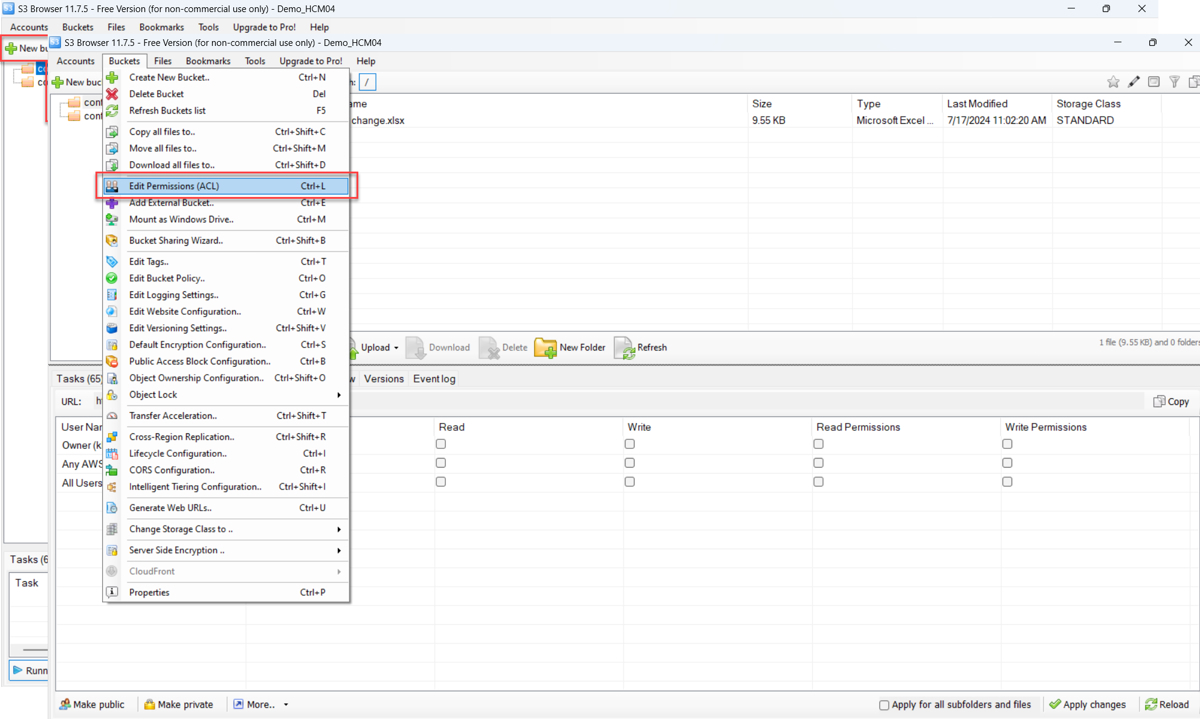 S3 Browser 11.7.5 - Free Version (for non-commercial use only) - Demo_HCM04
Accounts Buckets Files Bookmarks Tools Upgrade to Pro! Help
New bu
S3 Browser 11.7.5 - Free Version (for non-commercial use only) - Demo_HCM04
Accounts Buckets Files Bookmarks Tools Upgrade to Pro! Help
New buc
/
Create New Bucket.. Ctrl+N
Delete Bucket Del
Refresh Buckets list F5
Copy all files to.. Ctrl+Shift+C
Move all files to.. Ctrl+Shift+M
Download all files to.. Ctrl+Shift+D
Edit Permissions (ACL) Ctrl+L
Add External Bucket.. Ctrl+E
Mount as Windows Drive.. Ctrl+M
Bucket Sharing Wizard.. Ctrl+Shift+B
Edit Tags.. Ctrl+T
Edit Bucket Policy.. Ctrl+O
Edit Logging Settings.. Ctrl+G
Edit Website Configuration.. Ctrl+W
Edit Versioning Settings.. Ctrl+Shift+V
Default Encryption Configuration.. Ctrl+S
Public Access Block Configuration.. Ctrl+B
Object Ownership Configuration.. Ctrl+Shift+O
Object Lock
Transfer Acceleration.. Ctrl+Shift+T
Cross-Region Replication.. Ctrl+Shift+R
Lifecycle Configuration.. Ctrl+I
CORS Configuration.. Ctrl+R
Intelligent Tiering Configuration.. Ctrl+Shift+I
Generate Web URLs.. Ctrl+U
Change Storage Class to ..
Server Side Encryption ..
CloudFront
Properties Ctrl+P
ame Size Type Last Modified Storage Class
change.xlsx 9.55 KB Microsoft Excel ... 7/17/2024 11:02:20 AM STANDARD
Upload Download Delete New Folder Refresh
1 file (9.55 KB) and 0 folders
Tasks (65) Versions Event log
URL: Copy
User Nar Read Write Read Permissions Write Permissions
Owner (k
Any AWS
All Users
Tasks (6
Task
Runn
Make public Make private More.. Apply for all subfolders and files Apply changes Reload